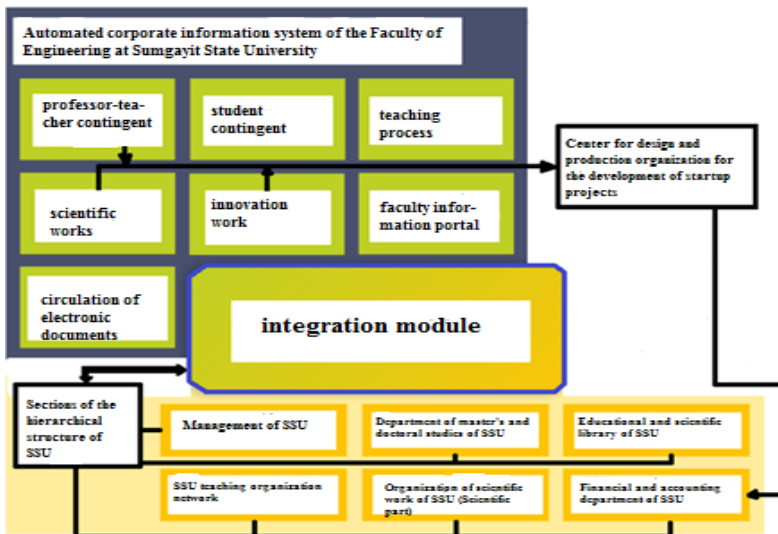 Automated corporate information system of the Faculty of
Engineering at Sumgayit State University
professor-tea-
cher contingent
student
contingent
teaching
process
Center for design and
production organization for
the development of startup
projects
scientific
works
innovation
work
faculty infor-
mation portal
circulation of
electronic
documents
integration module
Sections of the
hierarchical
structure of
SSU
Management of SSU
Department of master's and
doctoral studies of SSU
Educational and scientific
library of SSU
SSU teaching organization
network
Organization of scientific
work of SSU (Scientific
part)
Financial and accounting
department of SSU